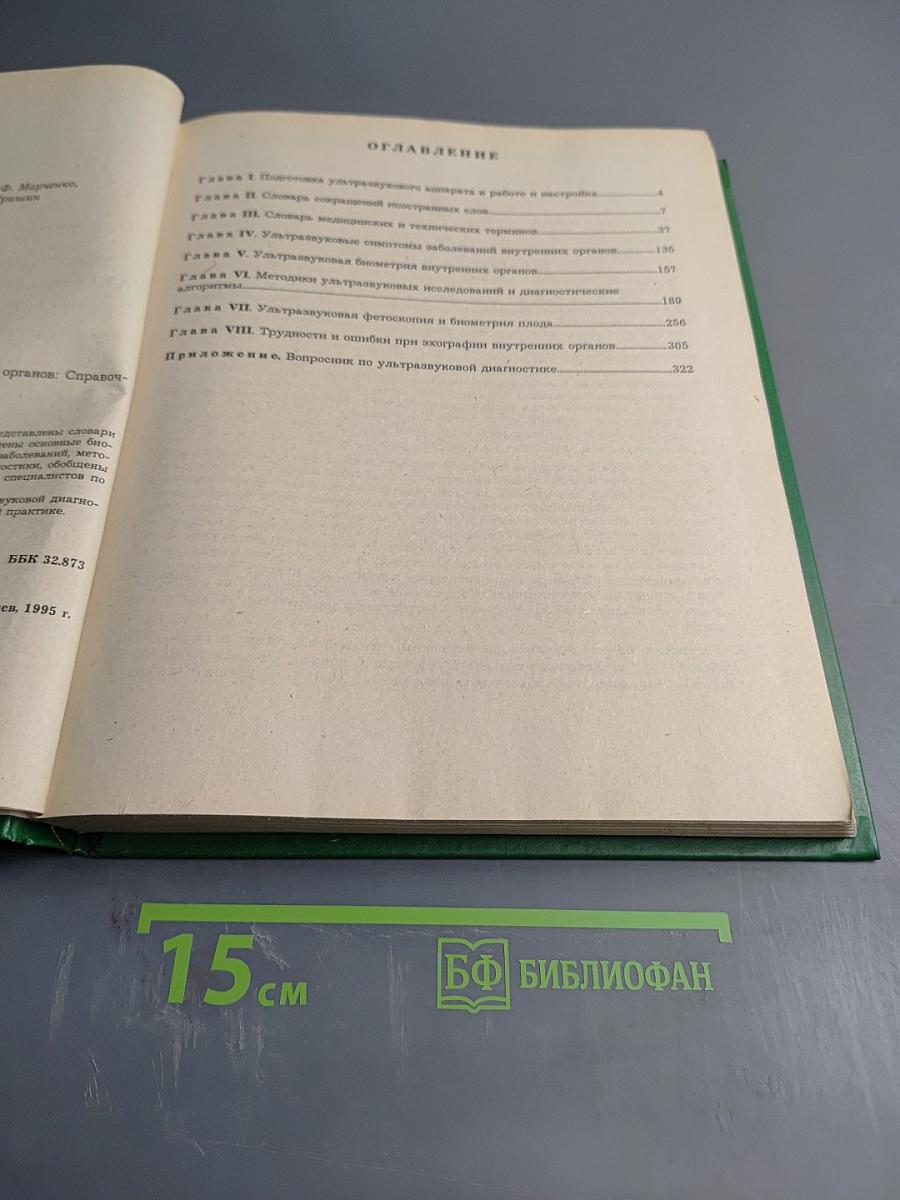 Ф. Марченко,
Гришин
органов: Справоч-
едставлены словари
ены основные био-
заболеваний, мето-
остики, обобщены
специалистов по
вуковой диагно-
й практике.
ББК 32.873
ев, 1995 г.
ОГЛАВЛЕНИЕ
Глава I. Подготовка ультразвукового аппарата к работе и настройка 4
Глава II. Словарь сокращений иностранных слов 7
Глава III. Словарь медицинских и технических терминов 27
Глава IV. Ультразвуковые симптомы заболеваний внутренних органов 135
Глава V. Ультразвуковая биометрия внутренних органов 157
Глава VI. Методики ультразвуковых исследований и диагностические
алгоритмы 189
Глава VII. Ультразвуковая фетоскопия и биометрия плода 256
Глава VIII. Трудности и ошибки при эхографии внутренних органов 305
Приложение. Вопросник по ультразвуковой диагностике 322
15 см
БФ БИБЛИОФАН